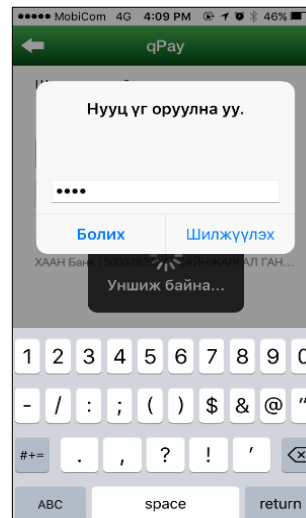 MobiCom 4G 4:09 PM 46%
qPay
Нууц үг оруулна уу.
••••
Болих Шилжүүлэх
ХААН Банк
Уншиж байна...
1 2 3 4 5 6 7 8 9 0
- / : ; ( ) $ & @ "
#+= . , ? ! '
ABC space return